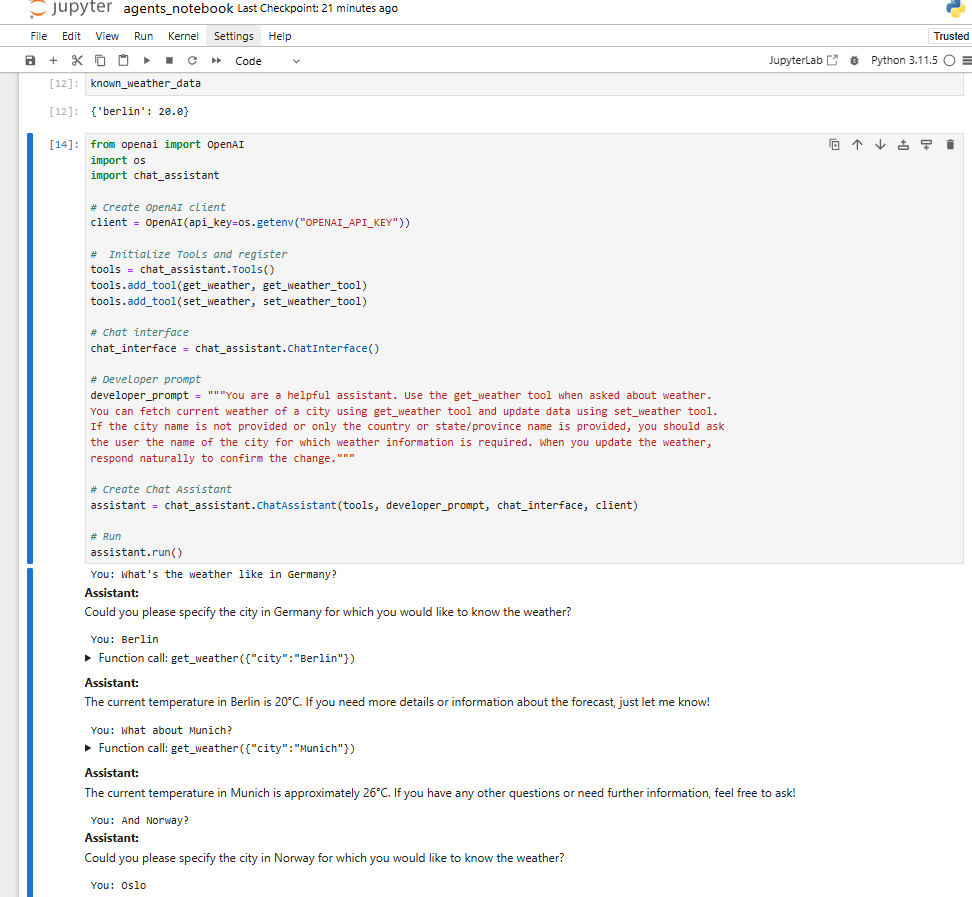 jupyter agents_notebook Last Checkpoint: 21 minutes ago
File Edit View Run Kernel Settings Help Trusted
Code JupyterLab Python 3.11.5
[12]: known_weather_data
[12]: {'berlin': 20.0}
[14]: from openai import OpenAI
import os
import chat_assistant
# Create OpenAI client
client = OpenAI(api_key=os.getenv("OPENAI_API_KEY"))
#  Initialize Tools and register
tools = chat_assistant.Tools()
tools.add_tool(get_weather, get_weather_tool)
tools.add_tool(set_weather, set_weather_tool)
# Chat interface
chat_interface = chat_assistant.ChatInterface()
# Developer prompt
developer_prompt = """You are a helpful assistant. Use the get_weather tool when asked about weather.
You can fetch current weather of a city using get_weather tool and update data using set_weather tool.
If the city name is not provided or only the country or state/province name is provided, you should ask
the user the name of the city for which weather information is required. When you update the weather,
respond naturally to confirm the change."""
# Create Chat Assistant
assistant = chat_assistant.ChatAssistant(tools, developer_prompt, chat_interface, client)
# Run
assistant.run()
You: What's the weather like in Germany?
Assistant:
Could you please specify the city in Germany for which you would like to know the weather?
You: Berlin
Function call: get_weather({"city":"Berlin"})
Assistant:
The current temperature in Berlin is 20°C. If you need more details or information about the forecast, just let me know!
You: What about Munich?
Function call: get_weather({"city":"Munich"})
Assistant:
The current temperature in Munich is approximately 26°C. If you have any other questions or need further information, feel free to ask!
You: And Norway?
Assistant:
Could you please specify the city in Norway for which you would like to know the weather?
You: Oslo